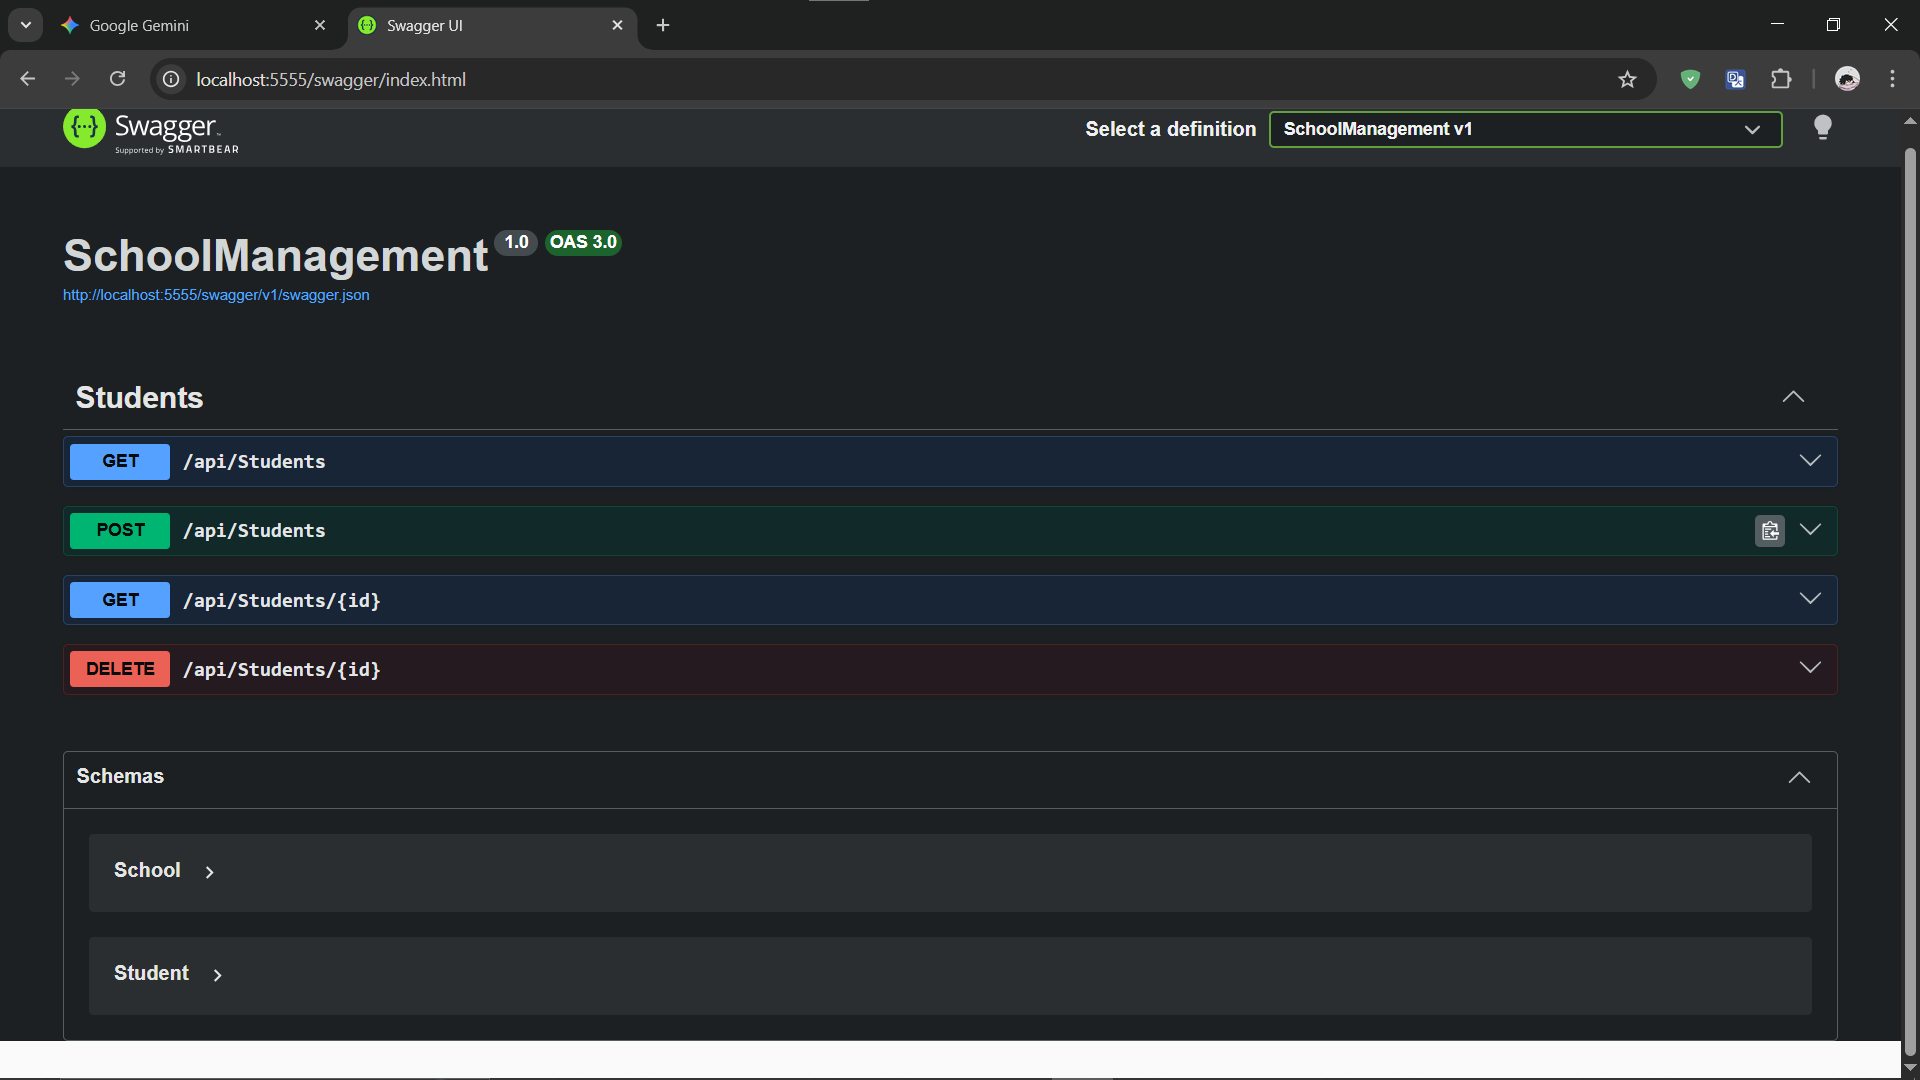 Google Gemini
Swagger UI
localhost:5555/swagger/index.html
Swagger
Supported by SMARTBEAR
Select a definition
SchoolManagement v1
SchoolManagement 1.0 OAS 3.0
http://localhost:5555/swagger/v1/swagger.json
Students
GET /api/Students
POST /api/Students
GET /api/Students/{id}
DELETE /api/Students/{id}
Schemas
School
Student